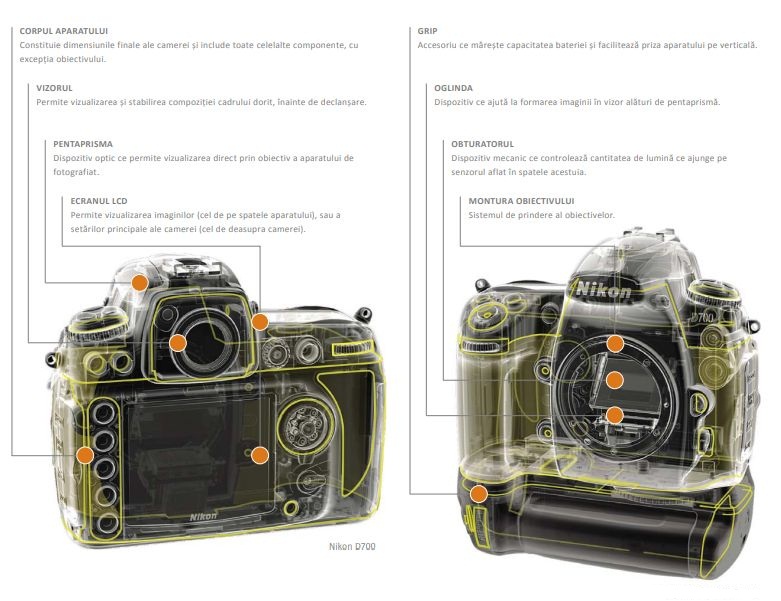 CORPUL APARATULUI
Constituie dimensiunile finale ale camerei și include toate celelalte componente, cu
excepția obiectivului.
VIZORUL
Permite vizualizarea și stabilirea compoziției cadrului dorit, înainte de declanșare.
PENTAPRISMA
Dispozitiv optic ce permite vizualizarea direct prin obiectiv a aparatului de
fotografiat.
ECRANUL LCD
Permite vizualizarea imaginilor (cel de pe spatele aparatului), sau a
setărilor principale ale camerei (cel de deasupra camerei).
Nikon
Nikon D700
GRIP
Accesoriu ce mărește capacitatea bateriei și facilitează priza aparatului pe verticală.
OGLINDA
Dispozitiv ce ajută la formarea imaginii în vizor alături de pentaprismă.
OBTURATORUL
Dispozitiv mecanic ce controlează cantitatea de lumină ce ajunge pe
senzorul aflat în spatele acestuia.
MONTURA OBIECTIVULUI
Sistemul de prindere al obiectivelor.
Nikon
D700